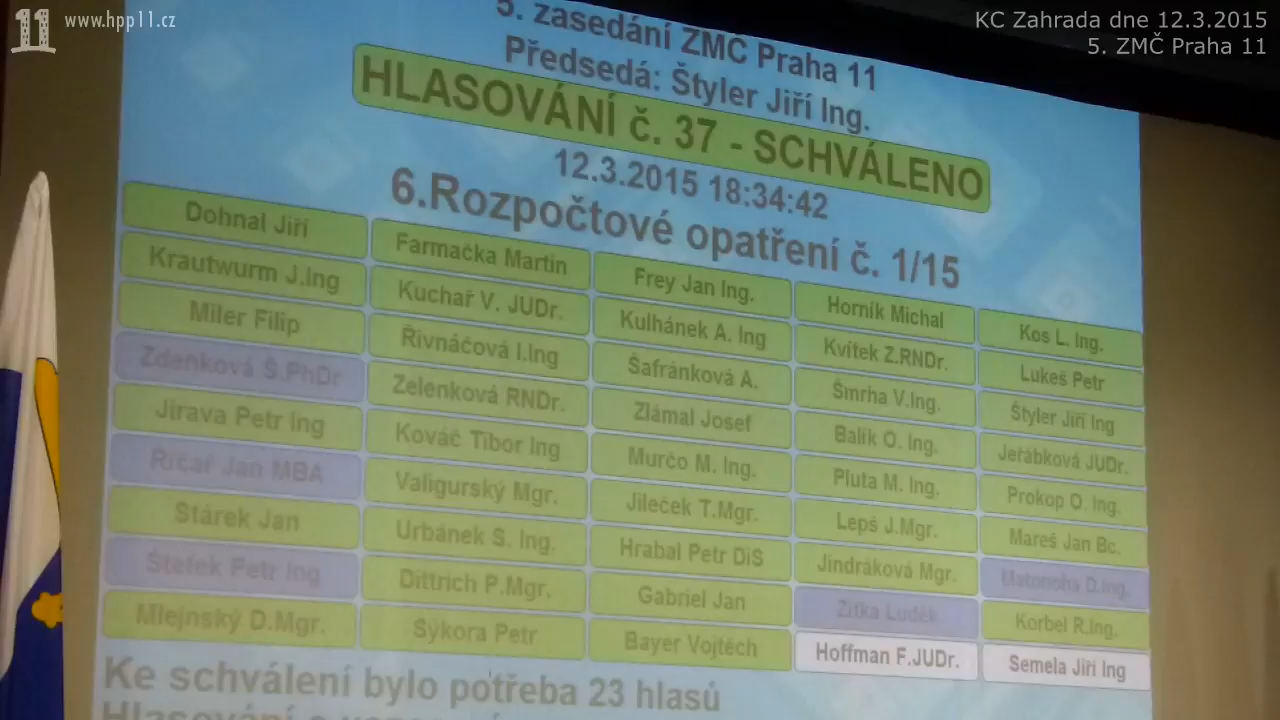 11 www.hpp11.cz
KC Zahrada dne 12.3.2015
5. ZMČ Praha 11
5. zasedání ZMČ Praha 11
Předsedá: Štyler Jiří Ing.
HLASOVÁNÍ č. 37 - SCHVÁLENO
12.3.2015 18:34:42
6.Rozpočtové opatření č. 1/15
Dohnal Jiří Farmačka Martin Frey Jan Ing. Horník Michal Kos L. Ing.
Krautwurm J.Ing Kuchař V. JUDr. Kulhánek A. Ing Kvítek Z.RNDr. Lukeš Petr
Miler Filip Řivnáčová I.Ing Šafránková A. Šmrha V.Ing. Štyler Jiří Ing
Zdeňková Š.PhDr Zelenková RNDr. Zlámal Josef Balík O. Ing. Jeřábková JUDr.
Jirava Petr Ing Kováč Tibor Ing Murčo M. Ing. Pluta M. Ing. Prokop O. Ing.
Říčař Jan MBA Valigurský Mgr. Jileček T.Mgr. Lepš J.Mgr. Mareš Jan Bc.
Stárek Jan Urbánek S. Ing. Hrabal Petr DiS Jindráková Mgr. Matonoha D.Ing.
Štefek Petr Ing Dittrich P.Mgr. Gabriel Jan Zítka Luděk Korbel R.Ing.
Mlejnský D.Mgr. Sýkora Petr Bayer Vojtěch Hoffman F.JUDr. Semela Jiří Ing
Ke schválení bylo potřeba 23 hlasů